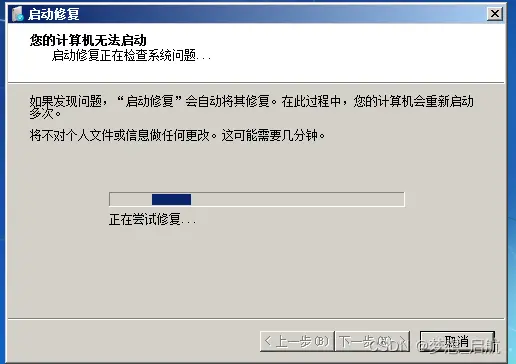 启动修复
您的计算机无法启动
启动修复正在检查系统问题...
如果发现问题，“启动修复”会自动将其修复。在此过程中，您的计算机会重新启动
多次。
将不对个人文件或信息做任何更改。这可能需要几分钟。
正在尝试修复...
< 上一步(B) 下一步(N) > 取消
CSDN @梦想_启航